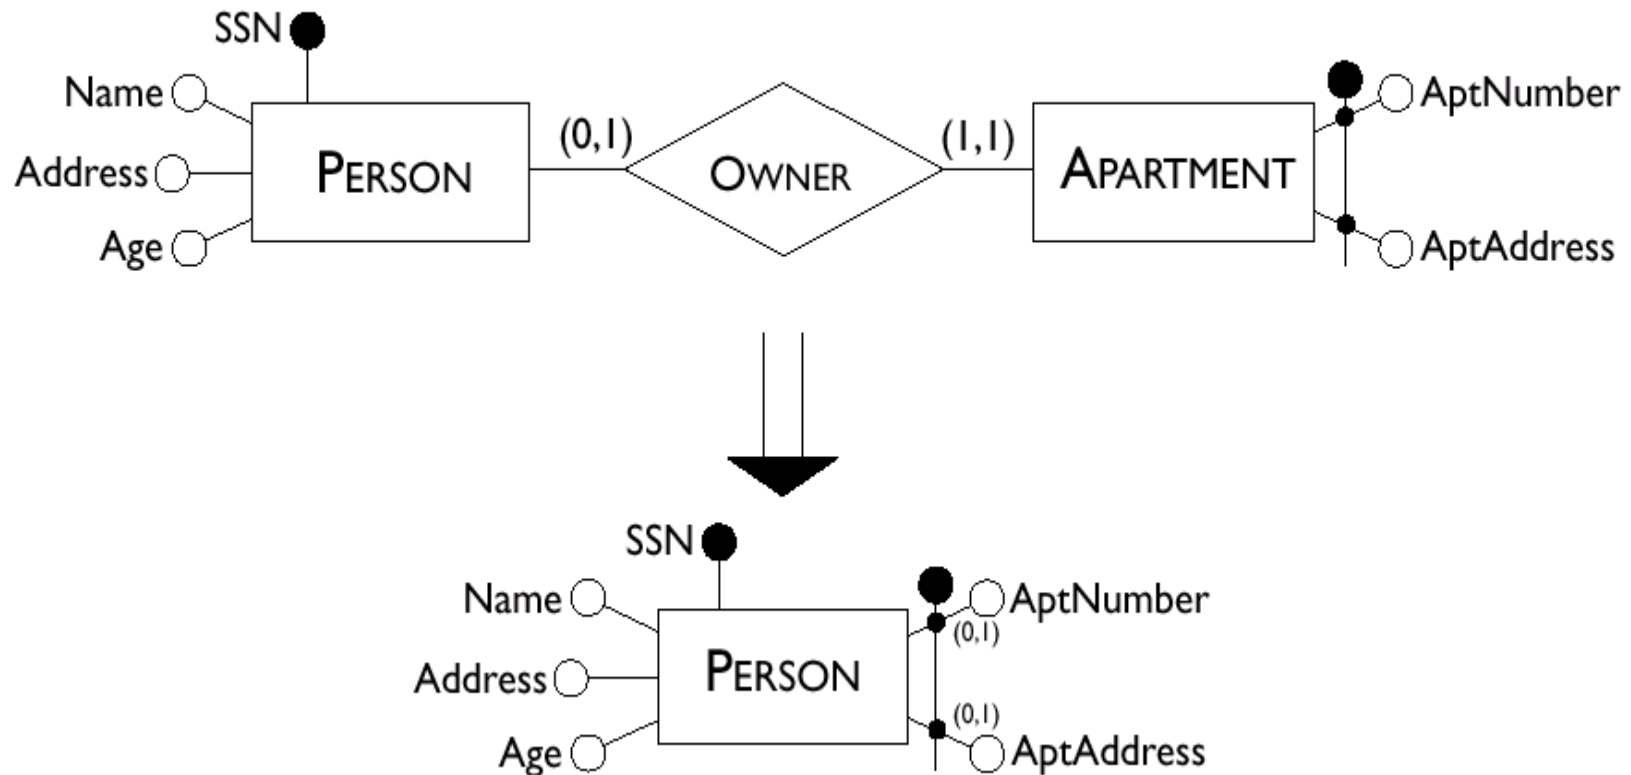 SSN
Name
AptNumber
(0,1)
(1,1)
Address
PERSON
OWNER
APARTMENT
Age
AptAddress
SSN
Name
AptNumber
(0,1)
Address
PERSON
(0,1)
Age
AptAddress